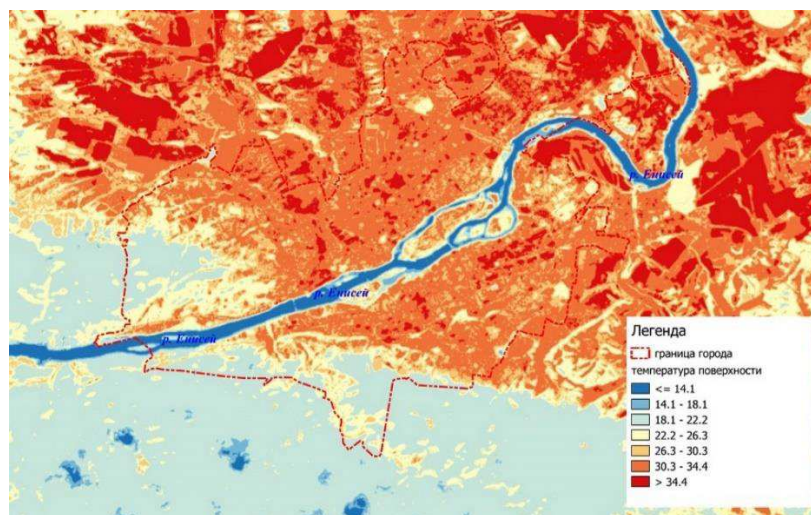 р. Енисей
р. Енисей
р. Енисей
Легенда
граница города
температура поверхности
<= 14.1
14.1 - 18.1
18.1 - 22.2
22.2 - 26.3
26.3 - 30.3
30.3 - 34.4
> 34.4